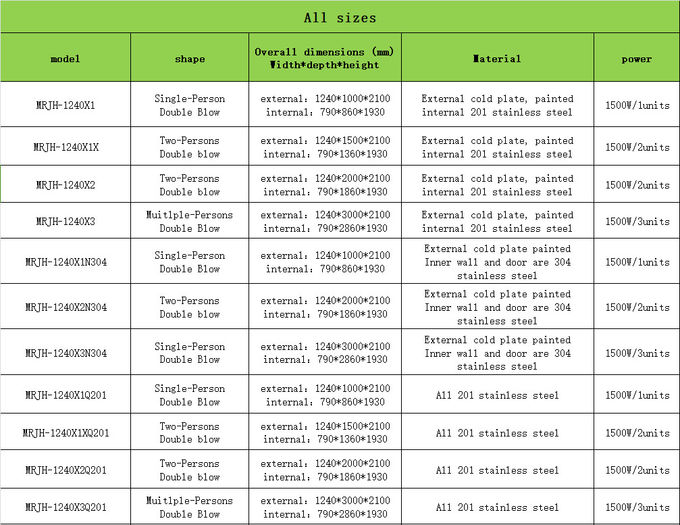 All sizes
model shape Overall dimensions (mm) Material power
Width*depth*height
MRJH-1240X1 Single-Person external：1240*1000*2100 External cold plate, painted 1500W/1units
Double Blow internal：790*860*1930 internal 201 stainless steel
MRJH-1240X1X Two-Persons external：1240*1500*2100 External cold plate, painted 1500W/2units
Double Blow internal：790*1360*1930 internal 201 stainless steel
MRJH-1240X2 Two-Persons external：1240*2000*2100 External cold plate, painted 1500W/2units
Double blow internal：790*1860*1930 internal 201 stainless steel
MRJH-1240X3 Muitlple-Persons external：1240*3000*2100 External cold plate, painted 1500W/3units
Double Blow internal：790*2860*1930 internal 201 stainless steel
MRJH-1240X1N304 Single-Person external：1240*1000*2100 External cold plate painted 1500W/1units
Double Blow internal：790*860*1930 Inner wall and door are 304
stainless steel
MRJH-1240X2N304 Two-Persons external：1240*2000*2100 External cold plate painted 1500W/2units
Double blow internal：790*1860*1930 Inner wall and door are 304
stainless steel
MRJH-1240X3N304 Single-Person external：1240*3000*2100 External cold plate painted 1500W/3units
Double Blow internal：790*2860*1930 Inner wall and door are 304
stainless steel
MRJH-1240X1Q201 Single-Person external：1240*1000*2100 All 201 stainless steel 1500W/1units
Double Blow internal：790*860*1930
MRJH-1240X1XQ201 Two-Persons external：1240*1500*2100 All 201 stainless steel 1500W/2units
Double blow internal：790*1360*1930
MRJH-1240X2Q201 Two-Persons external：1240*2000*2100 All 201 stainless steel 1500W/2units
Double blow internal：790*1860*1930
MRJH-1240X3Q201 Muitlple-Persons external：1240*3000*2100 All 201 stainless steel 1500W/3units
Double Blow internal：790*2860*1930